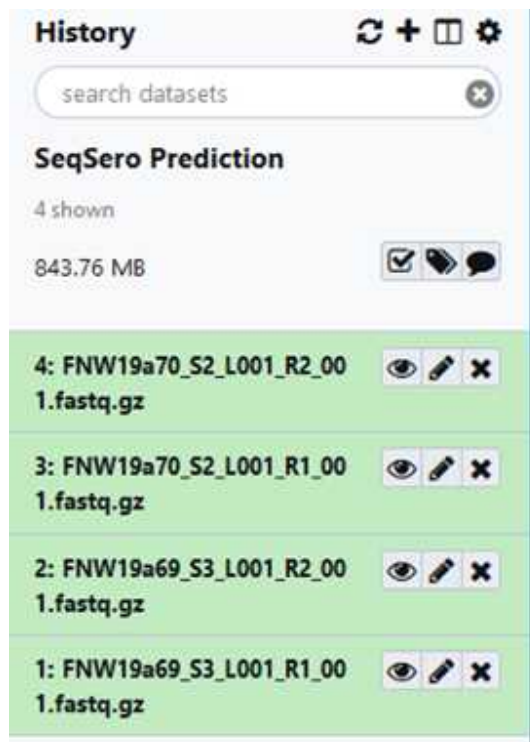 History
search datasets
SeqSero Prediction
4 shown
843.76 MB
4: FNW19a70_S2_L001_R2_00
1.fastq.gz
3: FNW19a70_S2_L001_R1_00
1.fastq.gz
2: FNW19a69_S3_L001_R2_00
1.fastq.gz
1: FNW19a69_S3_L001_R1_00
1.fastq.gz